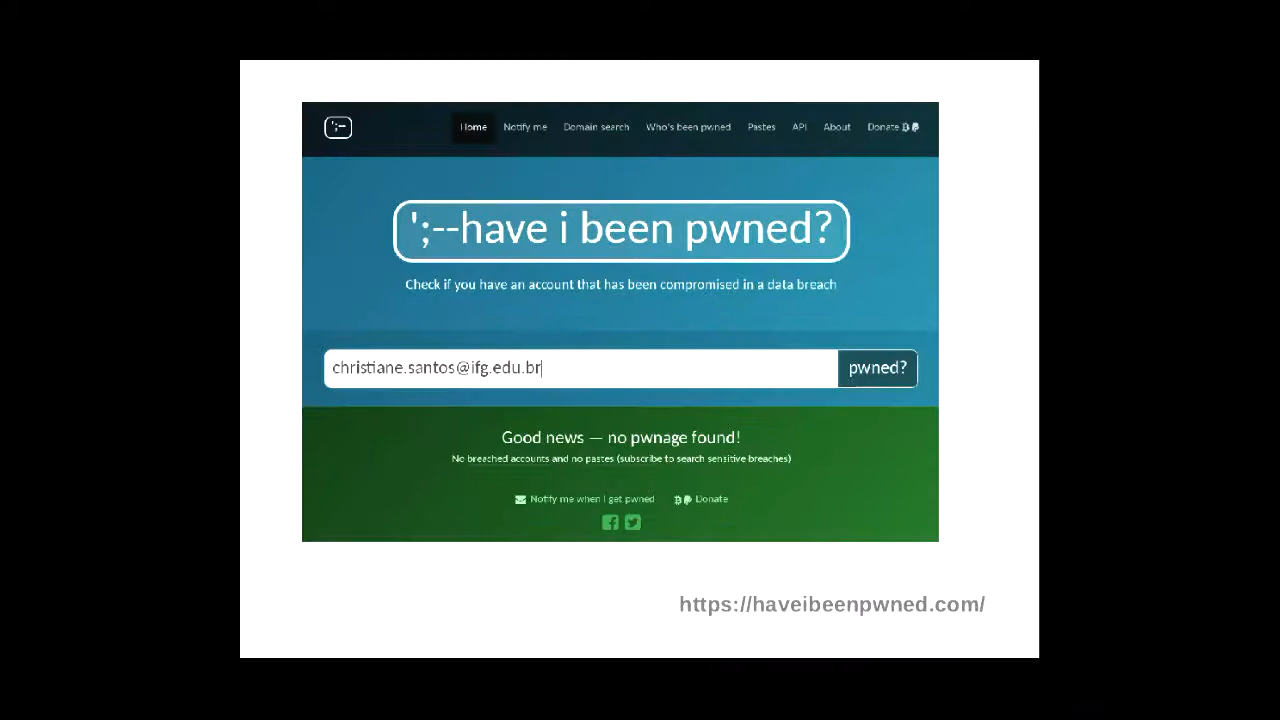 ';--
Home Notify me Domain search Who's been pwned Pastes API About Donate
';--have i been pwned?
Check if you have an account that has been compromised in a data breach
christiane.santos@ifg.edu.br pwned?
Good news — no pwnage found!
No breached accounts and no pastes (subscribe to search sensitive breaches)
Notify me when I get pwned Donate
https://haveibeenpwned.com/